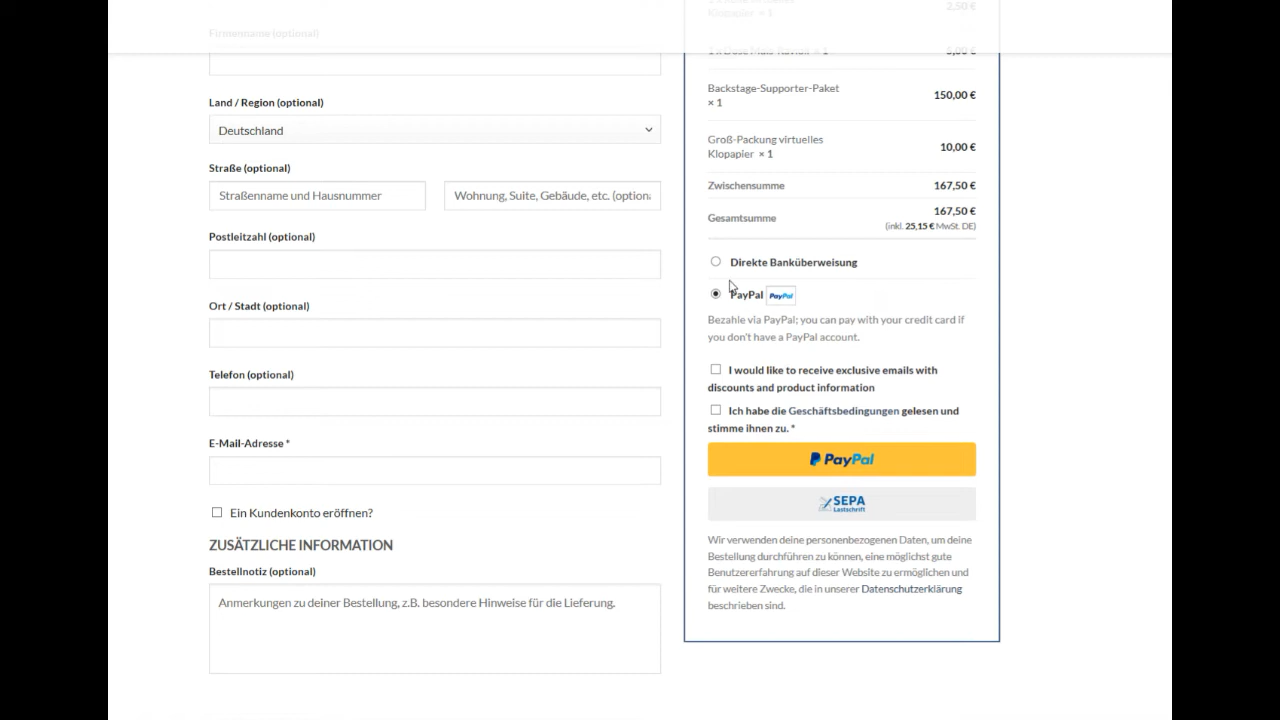 Firmenname (optional)
Land / Region (optional)
Deutschland
Straße (optional)
Straßenname und Hausnummer
Wohnung, Suite, Gebäude, etc. (optiona
Postleitzahl (optional)
Ort / Stadt (optional)
Telefon (optional)
E-Mail-Adresse *
Ein Kundenkonto eröffnen?
ZUSÄTZLICHE INFORMATION
Bestellnotiz (optional)
Anmerkungen zu deiner Bestellung, z.B. besondere Hinweise für die Lieferung.
2,50 €
Klopapier × 1
5,00 €
Backstage-Supporter-Paket
150,00 €
× 1
Groß-Packung virtuelles
10,00 €
Klopapier × 1
Zwischensumme 167,50 €
Gesamtsumme 167,50 €
(inkl. 25,15 € MwSt. DE)
Direkte Banküberweisung
PayPal PayPal
Bezahle via PayPal; you can pay with your credit card if
you don't have a PayPal account.
I would like to receive exclusive emails with
discounts and product information
Ich habe die Geschäftsbedingungen gelesen und
stimme ihnen zu. *
PayPal
SEPA
Lastschrift
Wir verwenden deine personenbezogenen Daten, um deine
Bestellung durchführen zu können, eine möglichst gute
Benutzererfahrung auf dieser Website zu ermöglichen und
für weitere Zwecke, die in unserer Datenschutzerklärung
beschrieben sind.